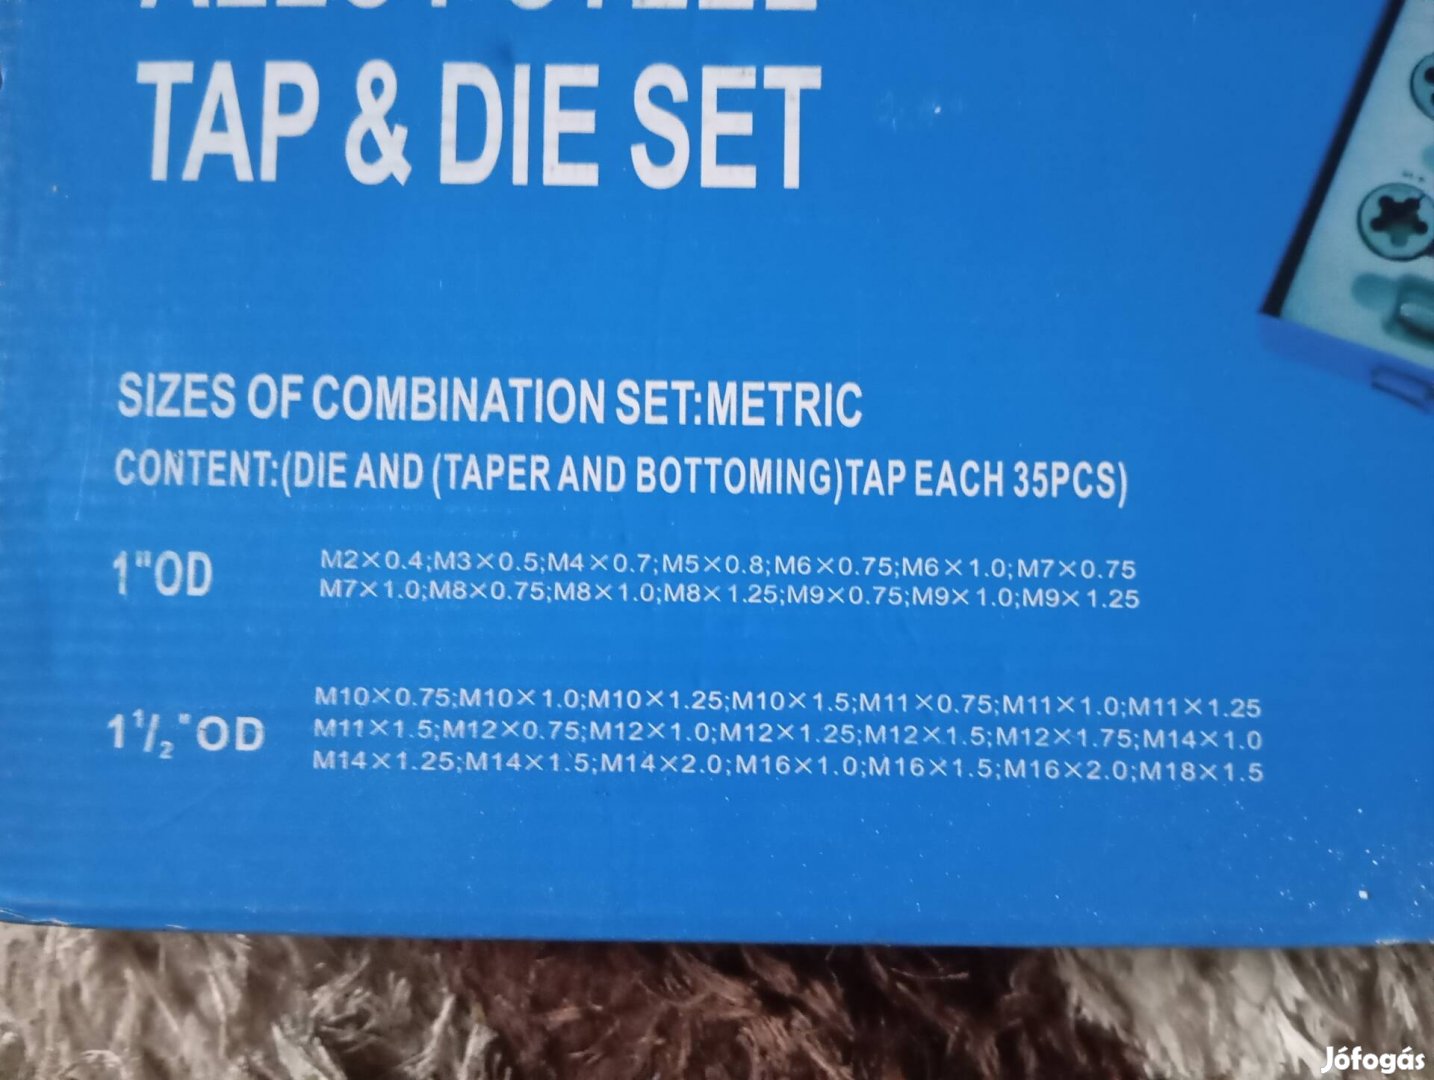 TAP & DIE SET
SIZES OF COMBINATION SET:METRIC
CONTENT:(DIE AND (TAPER AND BOTTOMING)TAP EACH 35PCS)
1"OD
M2×0.4;M3×0.5;M4×0.7;M5×0.8;M6×0.75;M6×1.0;M7×0.75
M7×1.0;M8×0.75;M8×1.0;M8×1.25;M9×0.75;M9×1.0;M9×1.25
1 1/2"OD
M10×0.75;M10×1.0;M10×1.25;M10×1.5;M11×0.75;M11×1.0;M11×1.25
M11×1.5;M12×0.75;M12×1.0;M12×1.25;M12×1.5;M12×1.75;M14×1.0
M14×1.25;M14×1.5;M14×2.0;M16×1.0;M16×1.5;M16×2.0;M18×1.5
Jófogás